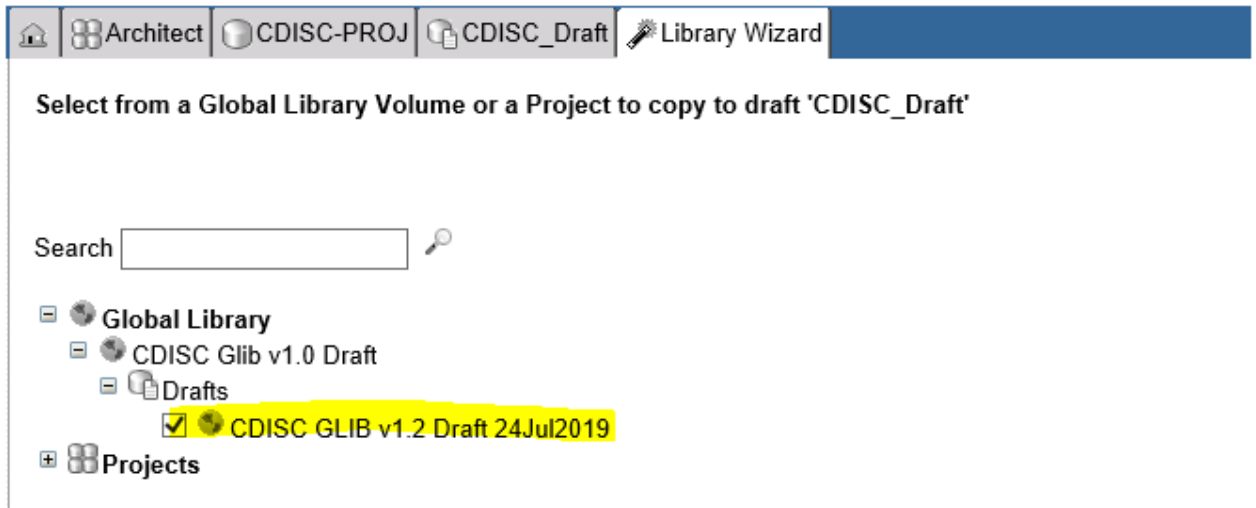 Architect CDISC-PROJ CDISC_Draft Library Wizard
Select from a Global Library Volume or a Project to copy to draft 'CDISC_Draft'
Search
Global Library
CDISC Glib v1.0 Draft
Drafts
CDISC GLIB v1.2 Draft 24Jul2019
Projects